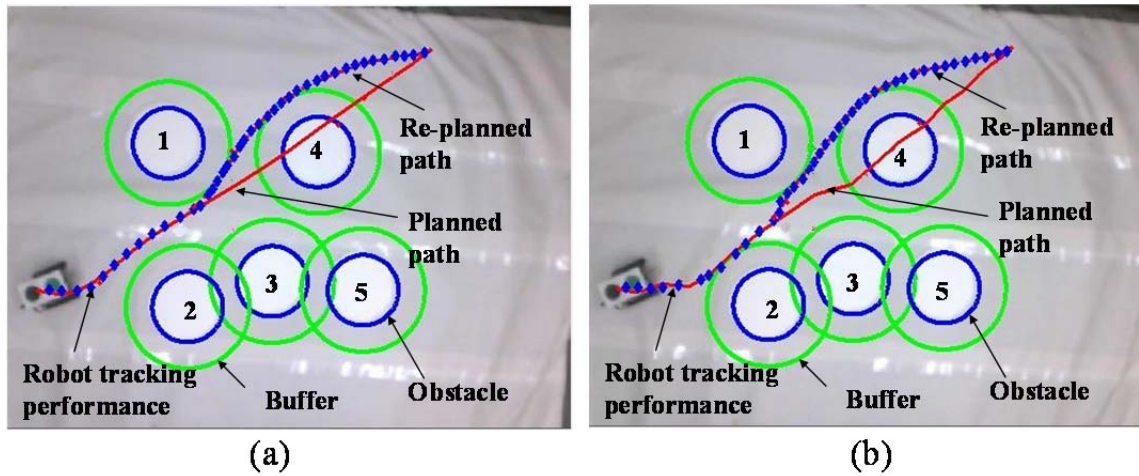 1
4
Re-planned
path
Planned
path
3
2
5
Robot tracking
performance
Buffer
Obstacle
(a)
1
4
Re-planned
path
Planned
path
3
2
5
Robot tracking
performance
Buffer
Obstacle
(b)